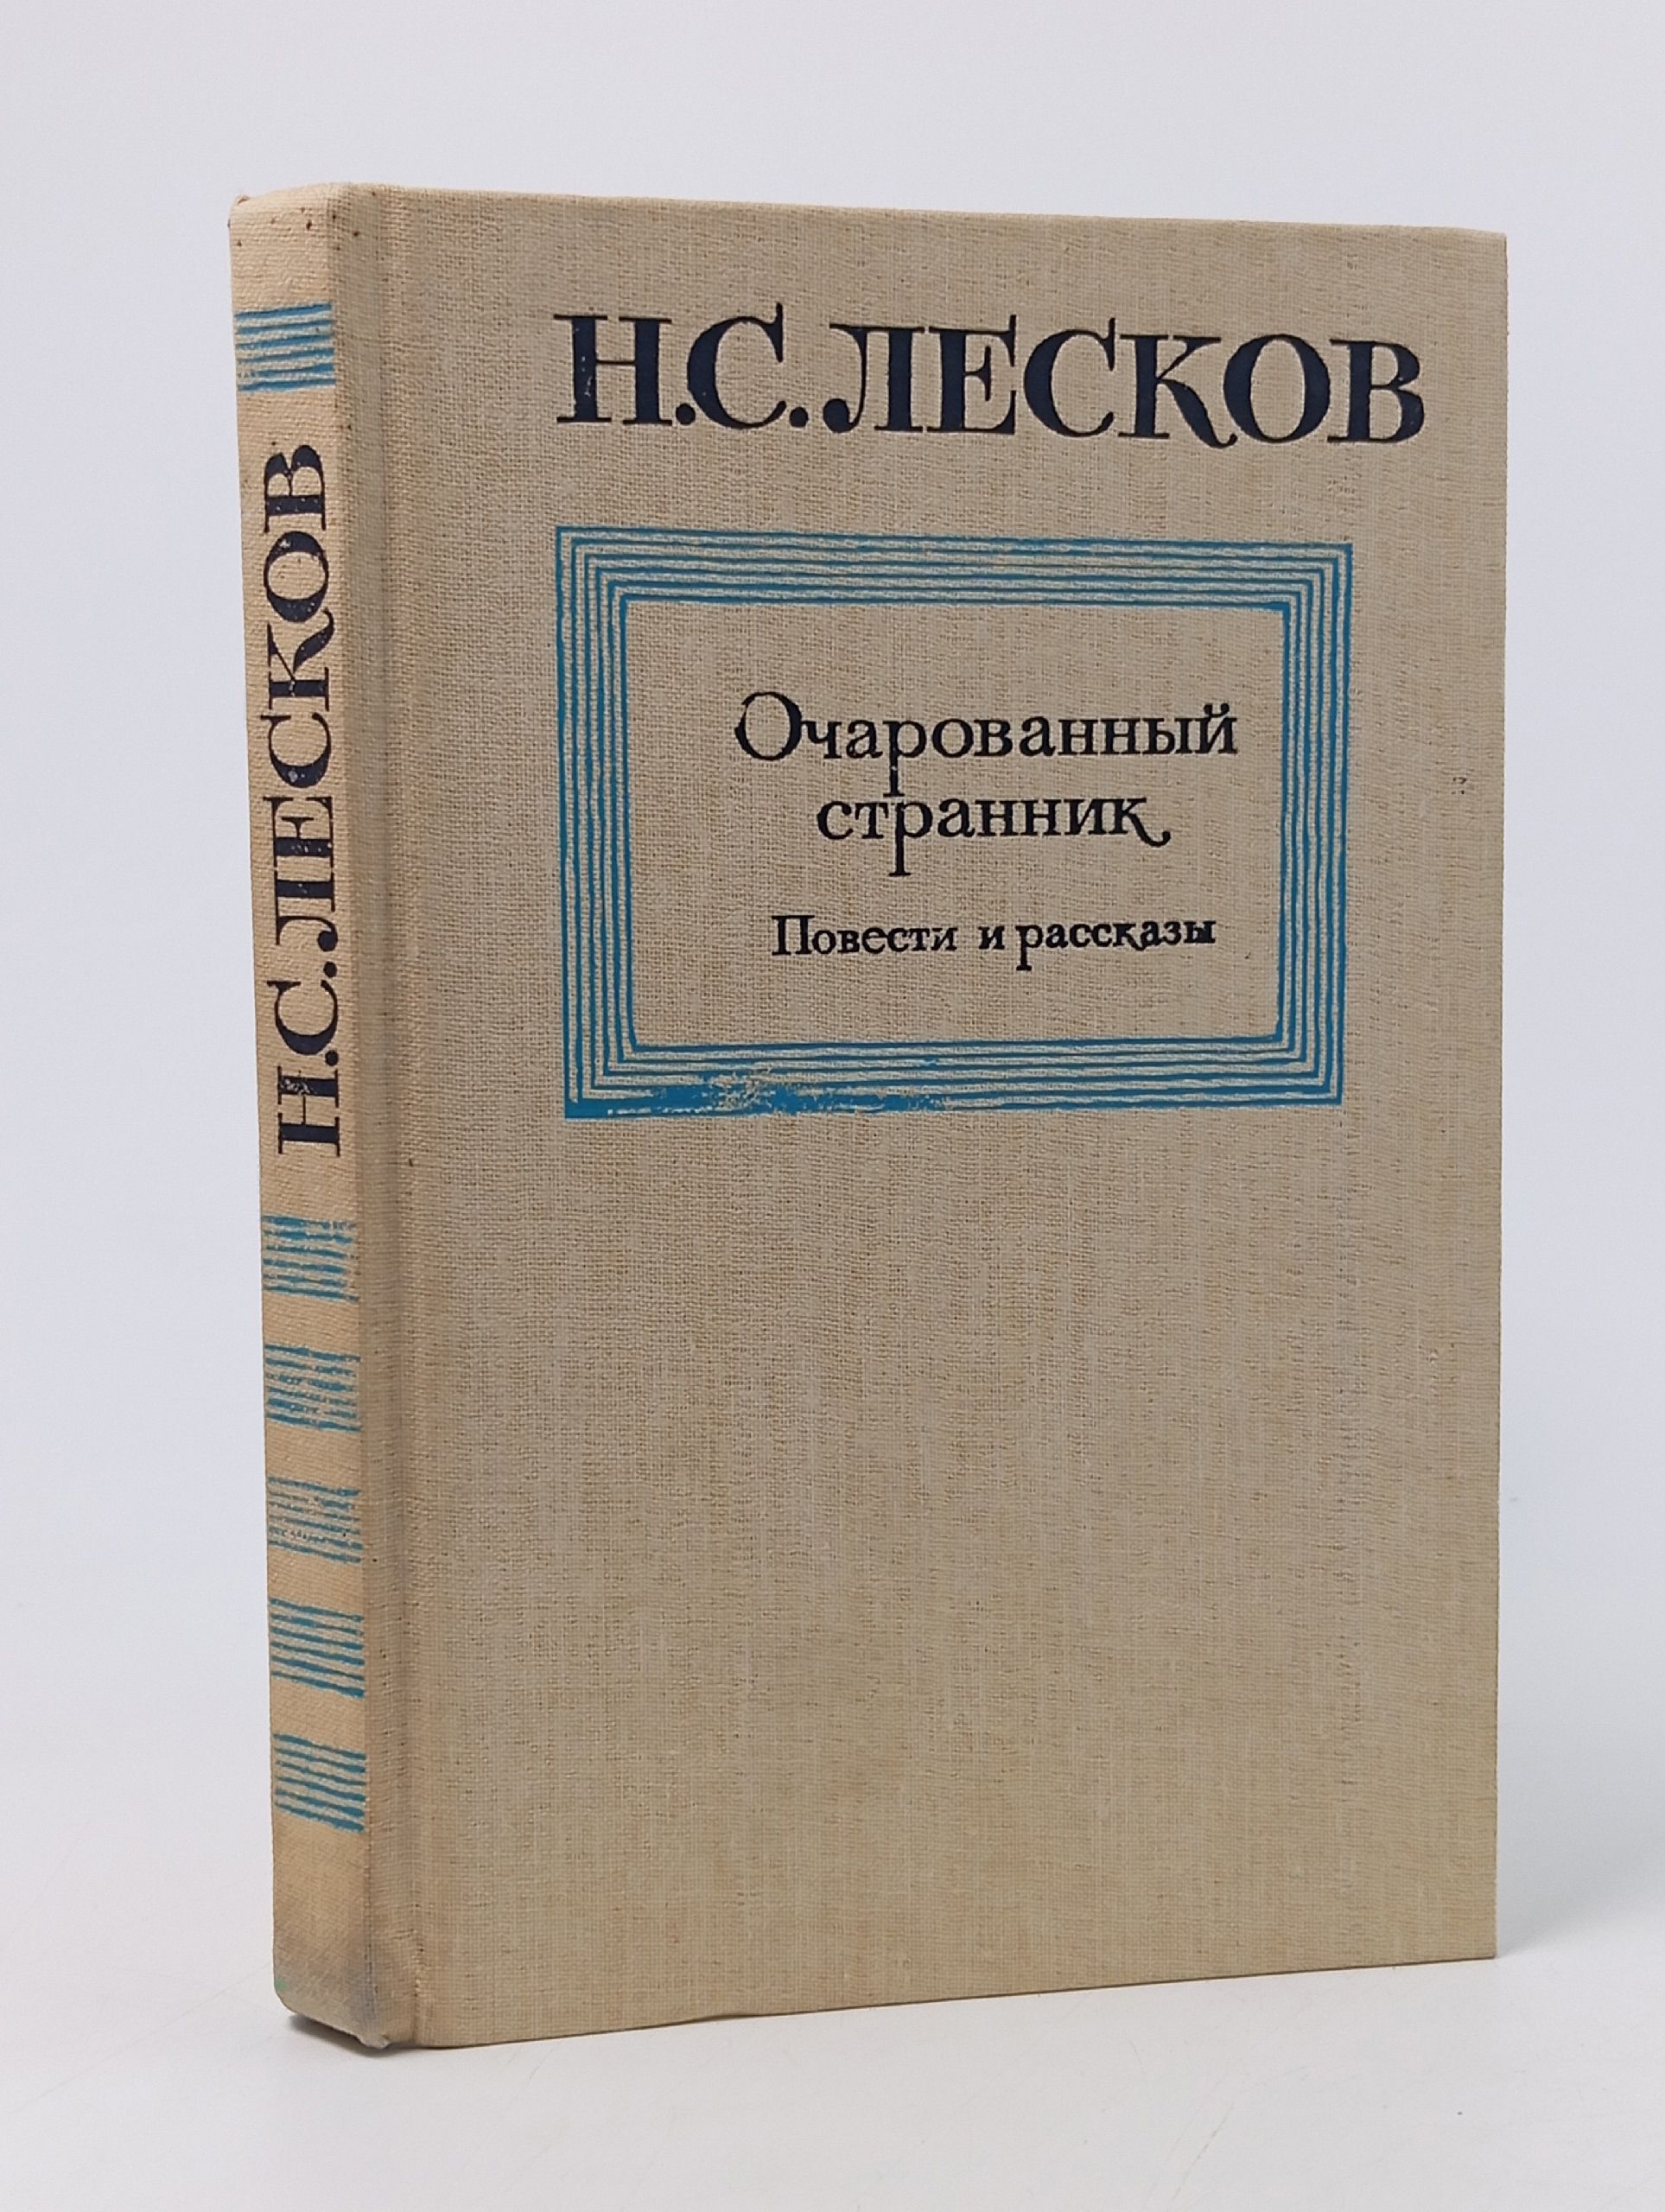 Н.С.ЛЕСКОВ
Н.С.ЛЕСКОВ
Очарованный
странник
Повести и рассказы